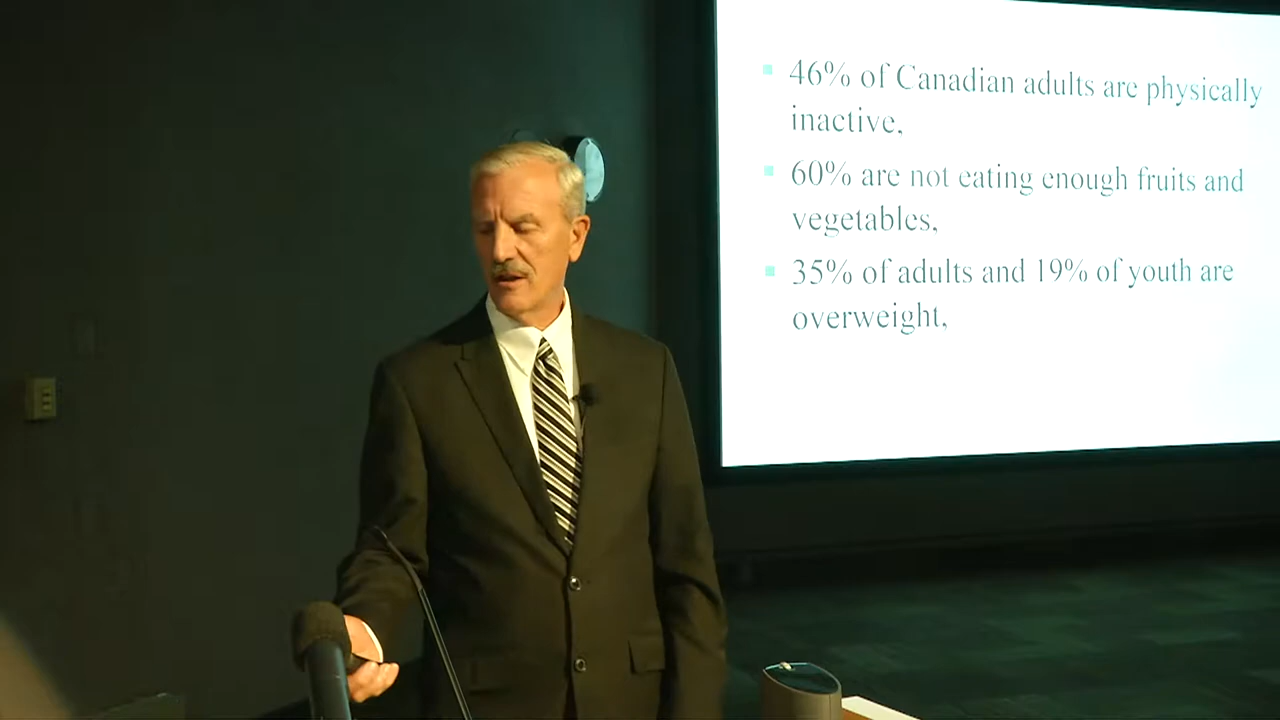 46% of Canadian adults are physically
inactive,
60% are not eating enough fruits and
vegetables,
35% of adults and 19% of youth are
overweight,